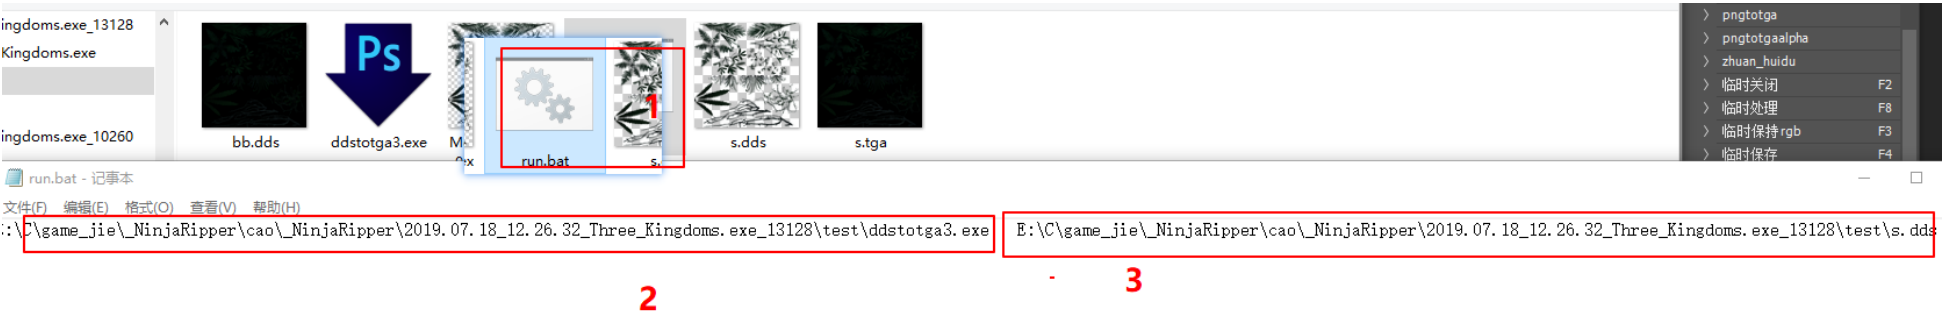 ingdoms.exe_13128
Kingdoms.exe
ingdoms.exe_10260
bb.dds
ddstotga3.exe
run.bat
s.dds
s.tga
1
pngtotga
pngtotgaalpha
zhuan_huidu
临时关闭 F2
临时处理 F8
临时保持rgb F3
临时保存 F4
run.bat - 记事本
文件(F) 编辑(E) 格式(O) 查看(V) 帮助(H)
:\C\game_jie\_NinjaRipper\cao\_NinjaRipper\2019.07.18_12.26.32_Three_Kingdoms.exe_13128\test\ddstotga3.exe E:\C\game_jie\_NinjaRipper\cao\_NinjaRipper\2019.07.18_12.26.32_Three_Kingdoms.exe_13128\test\s.dds
2
3